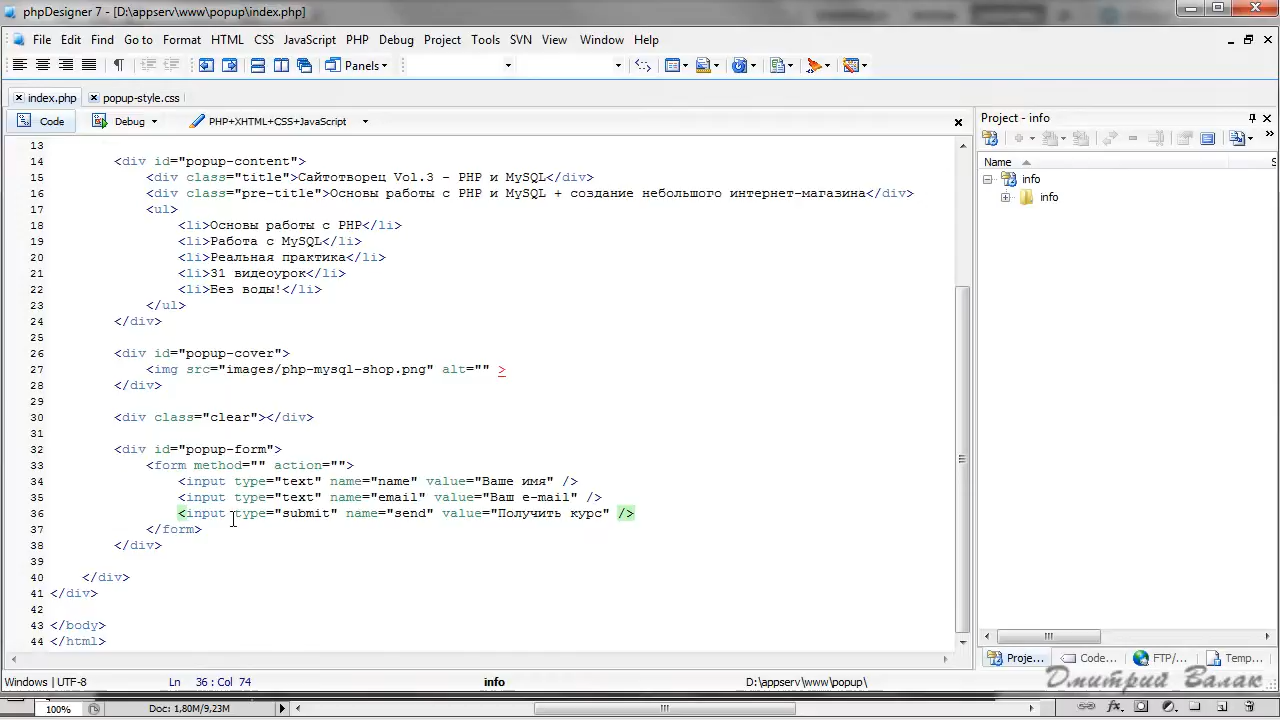 phpDesigner 7 - [D:\appserv\www\popup\index.php]
File Edit Find Go to Format HTML CSS JavaScript PHP Debug Project Tools SVN View Window Help
Panels
index.php popup-style.css
Code Debug PHP+XHTML+CSS+JavaScript
Project - info
Name S
info
info
13
14 <div id="popup-content">
15 <div class="title">Сайтотворец Vol.3 - PHP и MySQL</div>
16 <div class="pre-title">Основы работы с PHP и MySQL + создание небольшого интернет-магазина</div>
17 <ul>
18 <li>Основы работы с PHP</li>
19 <li>Работа с MySQL</li>
20 <li>Реальная практика</li>
21 <li>31 видеоурок</li>
22 <li>Без воды!</li>
23 </ul>
24 </div>
25
26 <div id="popup-cover">
27 <img src="images/php-mysql-shop.png" alt="" >
28 </div>
29
30 <div class="clear"></div>
31
32 <div id="popup-form">
33 <form method="" action="">
34 <input type="text" name="name" value="Ваше имя" />
35 <input type="text" name="email" value="Ваш e-mail" />
36 <input type="submit" name="send" value="Получить курс" />
37 </form>
38 </div>
39
40 </div>
41 </div>
42
43 </body>
44 </html>
Proje... Code... FTP/... Temp...
Windows | UTF-8 Ln 36 : Col 74 info D:\appserv\www\popup\
Дмитрий Валак
100% Doc: 1,80M/9,23M fx